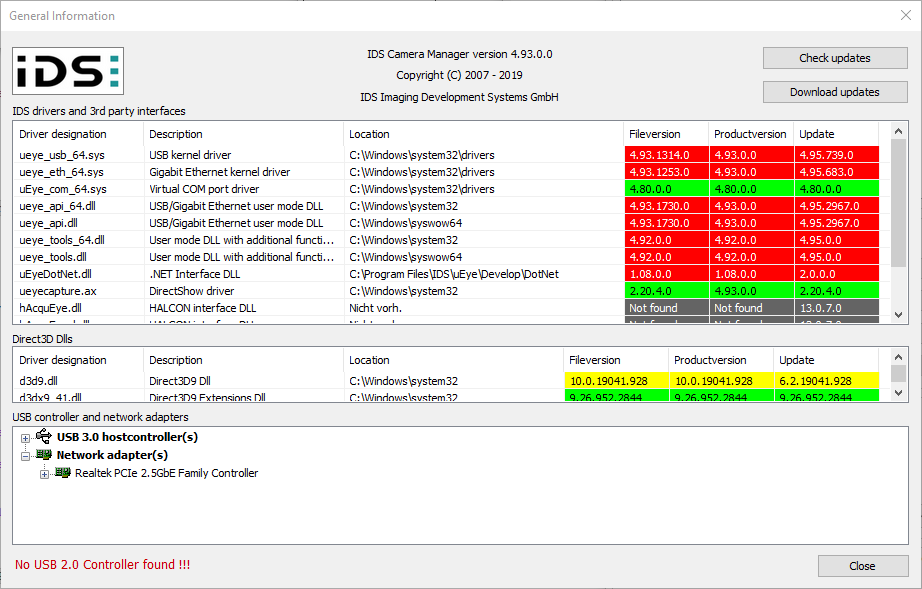 General Information
IDS:
IDS Camera Manager version 4.93.0.0
Copyright (C) 2007 - 2019
IDS Imaging Development Systems GmbH
Check updates
Download updates
IDS drivers and 3rd party interfaces
Driver designation Description Location Fileversion Productversion Update
ueye_usb_64.sys USB kernel driver C:\Windows\system32\drivers 4.93.1314.0 4.93.0.0 4.95.739.0
ueye_eth_64.sys Gigabit Ethernet kernel driver C:\Windows\system32\drivers 4.93.1253.0 4.93.0.0 4.95.683.0
uEye_com_64.sys Virtual COM port driver C:\Windows\system32\drivers 4.80.0.0 4.80.0.0 4.80.0.0
ueye_api_64.dll USB/Gigabit Ethernet user mode DLL C:\Windows\system32 4.93.1730.0 4.93.0.0 4.95.2967.0
ueye_api.dll USB/Gigabit Ethernet user mode DLL C:\Windows\syswow64 4.93.1730.0 4.93.0.0 4.95.2967.0
ueye_tools_64.dll User mode DLL with additional functi... C:\Windows\system32 4.92.0.0 4.92.0.0 4.95.0.0
ueye_tools.dll User mode DLL with additional functi... C:\Windows\syswow64 4.92.0.0 4.92.0.0 4.95.0.0
uEyeDotNet.dll .NET Interface DLL C:\Program Files\IDS\uEye\Develop\DotNet 1.08.0.0 1.08.0.0 2.0.0.0
ueyecapture.ax DirectShow driver C:\Windows\system32 2.20.4.0 4.93.0.0 2.20.4.0
hAcquEye.dll HALCON interface DLL Nicht vorh. Not found Not found 13.0.7.0
Direct3D Dlls
Driver designation Description Location Fileversion Productversion Update
d3d9.dll Direct3D9 Dll C:\Windows\system32 10.0.19041.928 10.0.19041.928 6.2.19041.928
d3dx9_41.dll Direct3D9 Extensions Dll C:\Windows\system32 9.26.952.2844 9.26.952.2844 9.26.952.2844
USB controller and network adapters
USB 3.0 hostcontroller(s)
Network adapter(s)
Realtek PCIe 2.5GbE Family Controller
No USB 2.0 Controller found !!!
Close